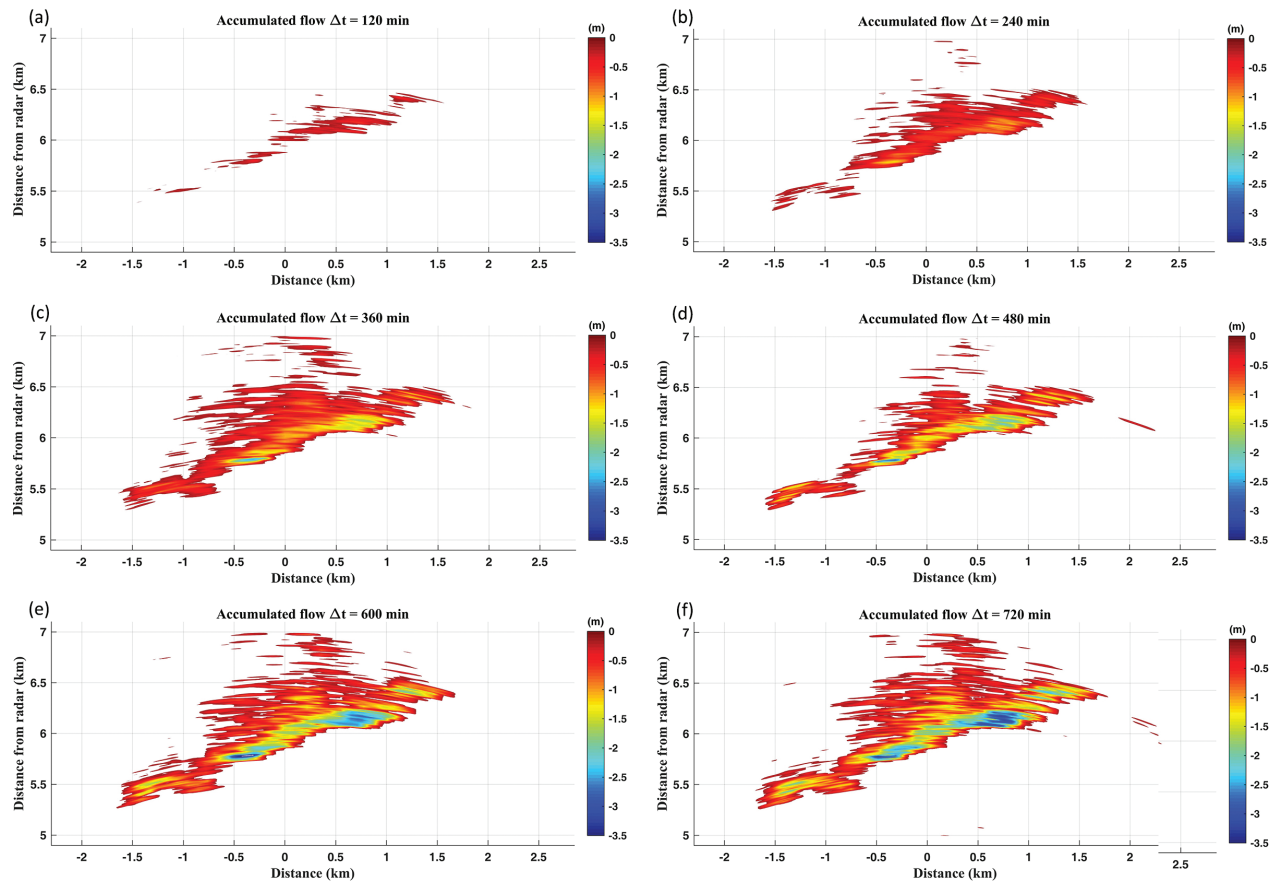 (a)
Accumulated flow Δt = 120 min
(m)
Distance from radar (km)
7
6.5
6
5.5
5
-2 -1.5 -1 -0.5 0 0.5 1 1.5 2 2.5
Distance (km)
0
-0.5
-1
-1.5
-2
-2.5
-3
-3.5
(b)
Accumulated flow Δt = 240 min
(m)
Distance from radar (km)
7
6.5
6
5.5
5
-2 -1.5 -1 -0.5 0 0.5 1 1.5 2 2.5
Distance (km)
0
-0.5
-1
-1.5
-2
-2.5
-3
-3.5
(c)
Accumulated flow Δt = 360 min
(m)
Distance from radar (km)
7
6.5
6
5.5
5
-2 -1.5 -1 -0.5 0 0.5 1 1.5 2 2.5
Distance (km)
0
-0.5
-1
-1.5
-2
-2.5
-3
-3.5
(d)
Accumulated flow Δt = 480 min
(m)
Distance from radar (km)
7
6.5
6
5.5
5
-2 -1.5 -1 -0.5 0 0.5 1 1.5 2 2.5
Distance (km)
0
-0.5
-1
-1.5
-2
-2.5
-3
-3.5
(e)
Accumulated flow Δt = 600 min
(m)
Distance from radar (km)
7
6.5
6
5.5
5
-2 -1.5 -1 -0.5 0 0.5 1 1.5 2 2.5
Distance (km)
0
-0.5
-1
-1.5
-2
-2.5
-3
-3.5
(f)
Accumulated flow Δt = 720 min
(m)
Distance from radar (km)
7
6.5
6
5.5
5
-2 -1.5 -1 -0.5 0 0.5 1 1.5 2 2.5
Distance (km)
0
-0.5
-1
-1.5
-2
-2.5
-3
-3.5